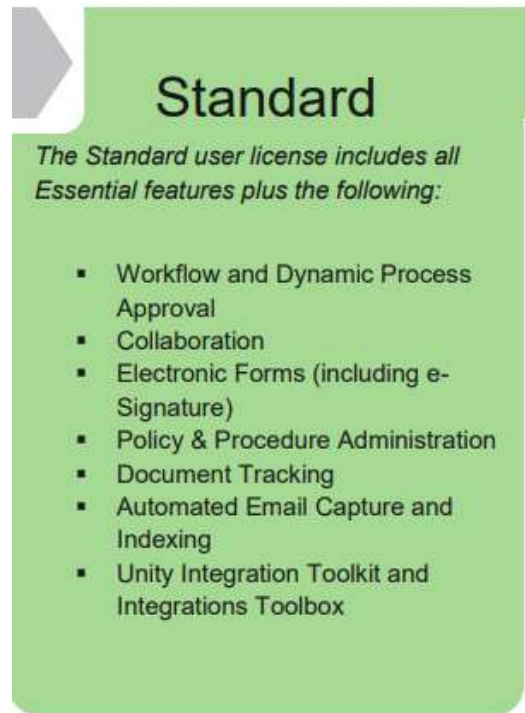 Standard
The Standard user license includes all
Essential features plus the following:
▪ Workflow and Dynamic Process
Approval
▪ Collaboration
▪ Electronic Forms (including e-
Signature)
▪ Policy & Procedure Administration
▪ Document Tracking
▪ Automated Email Capture and
Indexing
▪ Unity Integration Toolkit and
Integrations Toolbox